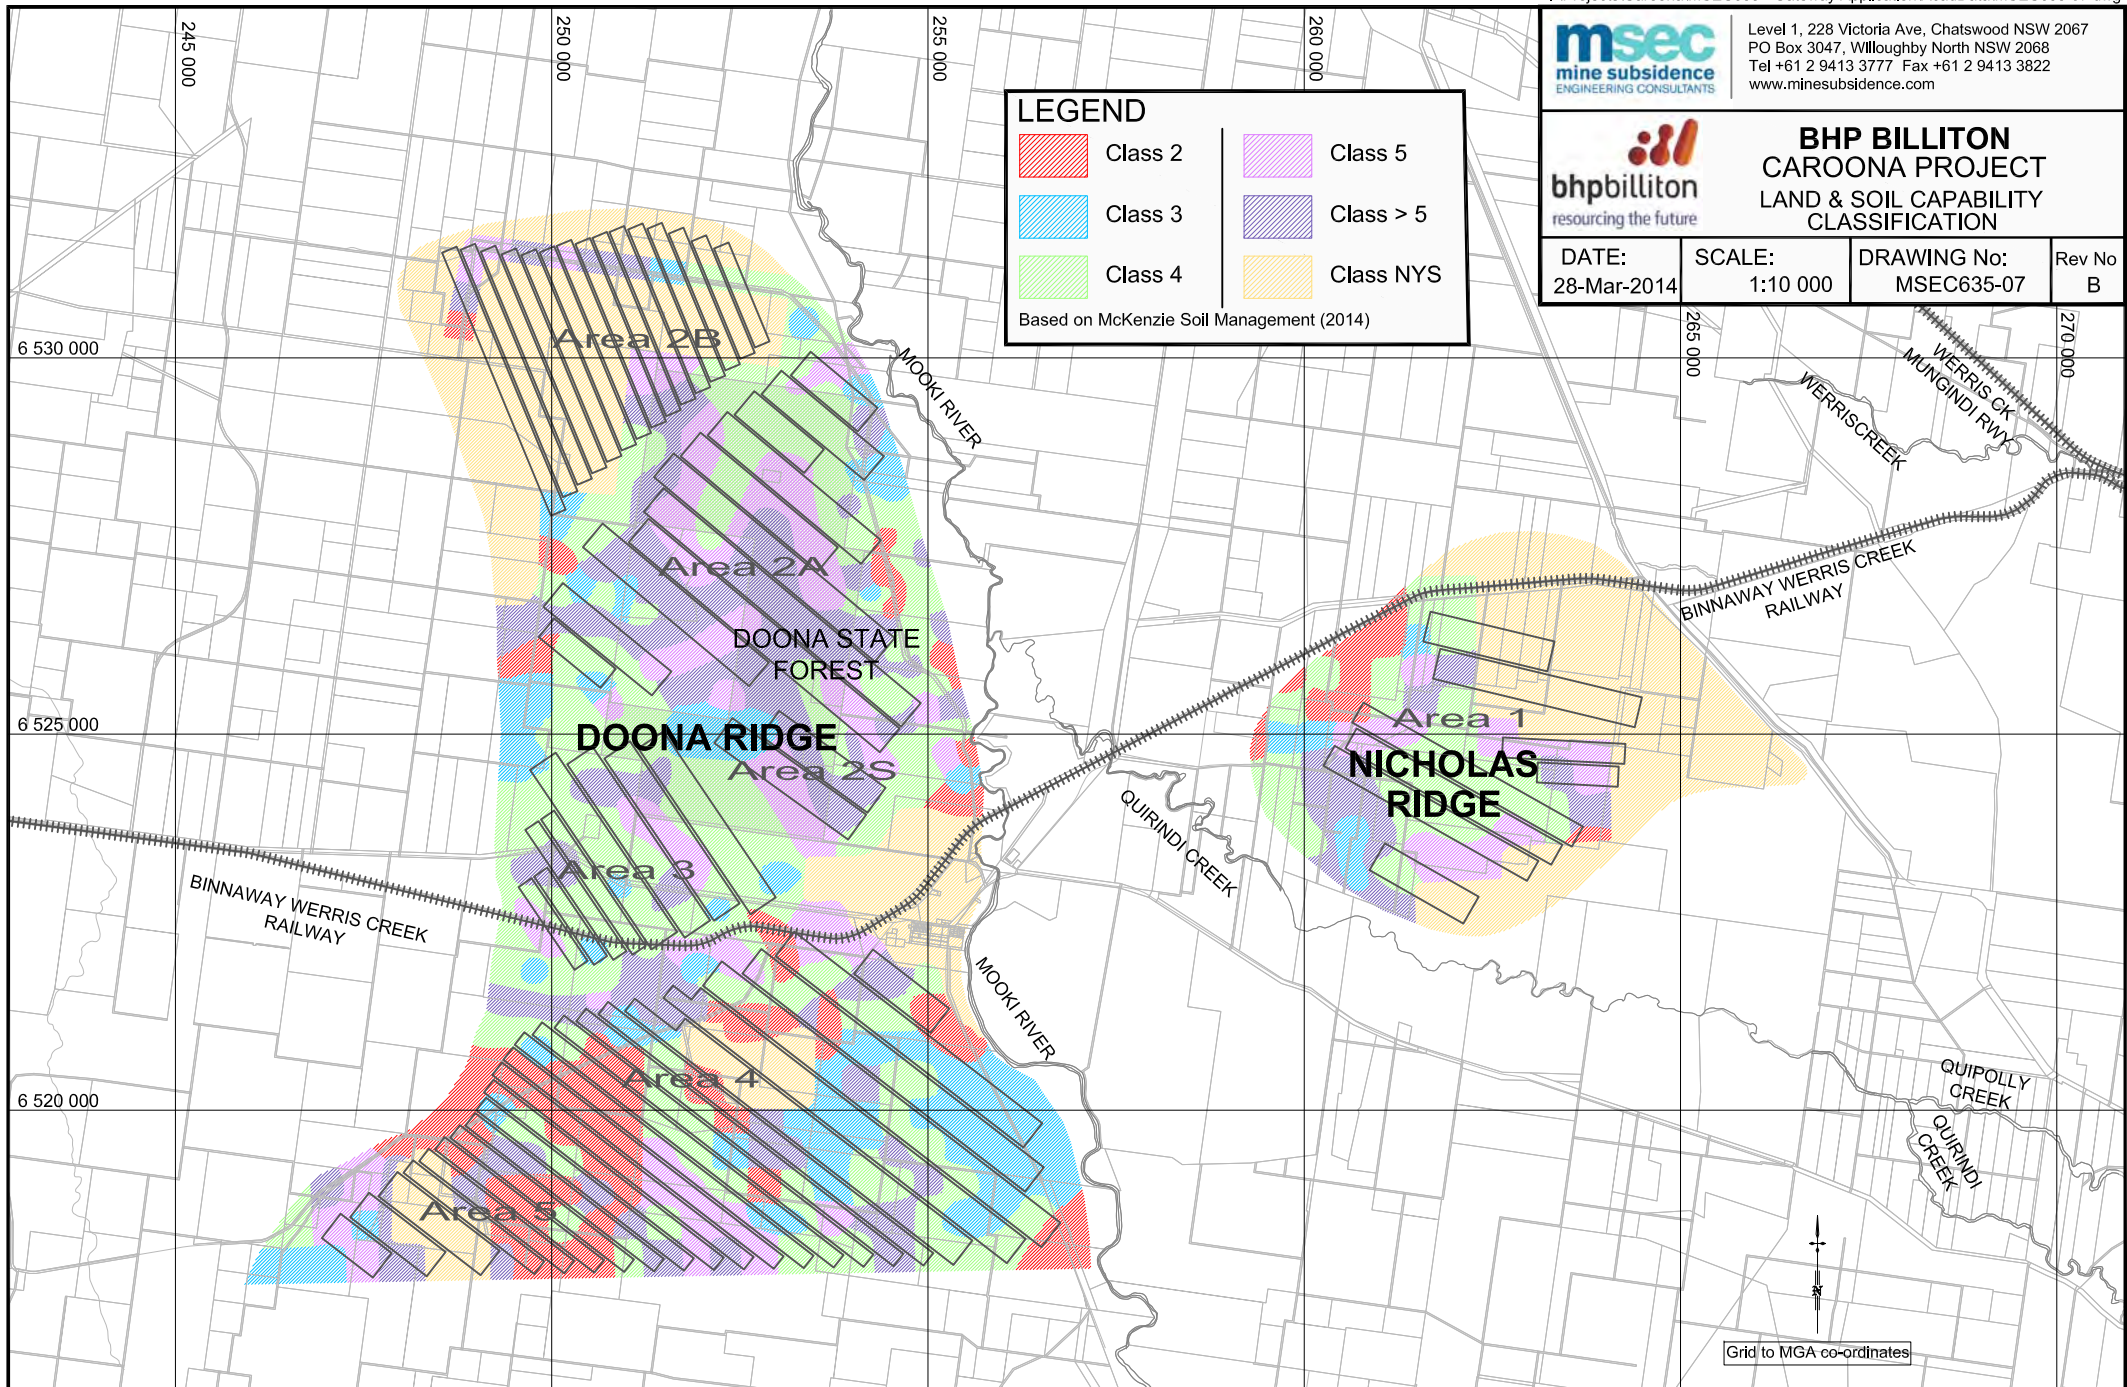 msec
mine subsidence
ENGINEERING CONSULTANTS
Level 1, 228 Victoria Ave, Chatswood NSW 2067
PO Box 3047, Willoughby North NSW 2068
Tel +61 2 9413 3777 Fax +61 2 9413 3822
www.minesubsidence.com
bhpbilliton
resourcing the future
BHP BILLITON
CAROONA PROJECT
LAND & SOIL CAPABILITY
CLASSIFICATION
DATE:
28-Mar-2014
SCALE:
1:10 000
DRAWING No:
MSEC635-07
Rev No
B
LEGEND
Class 2
Class 3
Class 4
Class 5
Class > 5
Class NYS
Based on McKenzie Soil Management (2014)
245 000
250 000
255 000
260 000
265 000
270 000
6 530 000
6 525 000
6 520 000
Area 2B
MOOKI RIVER
WERRIS CK
MUNGINDI RWY
WERRISCREEK
Area 2A
BINNAWAY WERRIS CREEK
RAILWAY
DOONA STATE
FOREST
DOONA RIDGE
Area 2S
Area 1
NICHOLAS
RIDGE
QUIRINDI CREEK
Area 3
BINNAWAY WERRIS CREEK
RAILWAY
MOOKI RIVER
Area 4
Area 5
QUIPOLLY
CREEK
QUIRINDI
CREEK
N
Grid to MGA co-ordinates